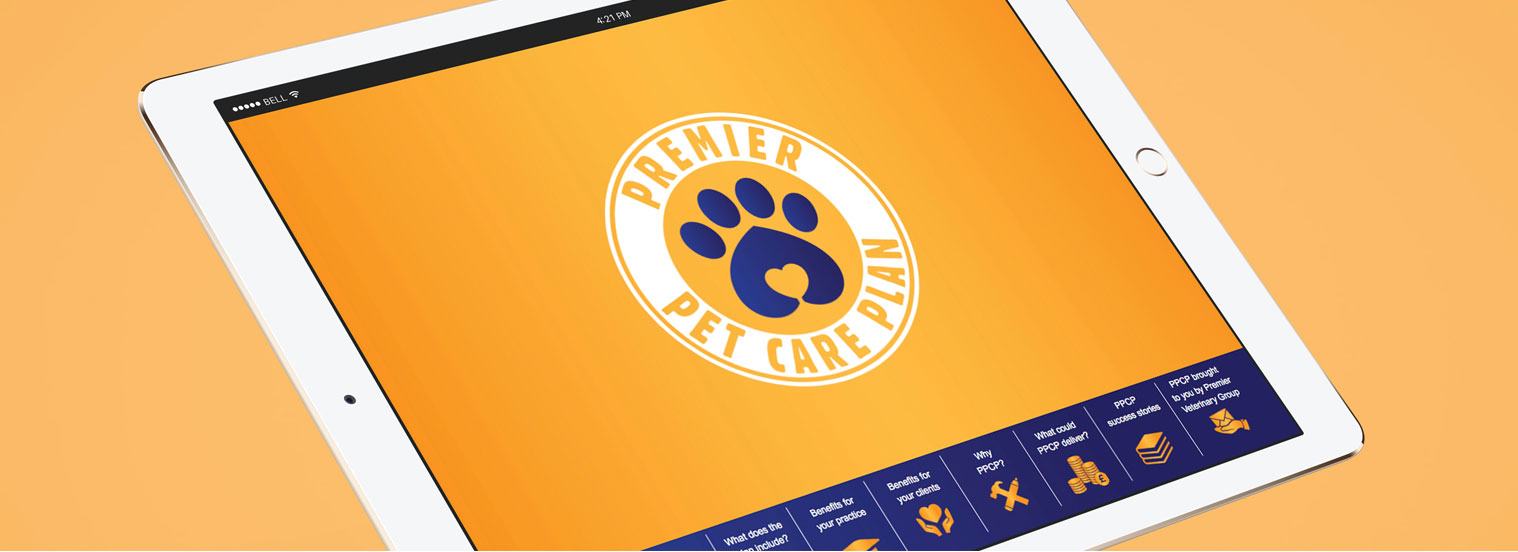 BELL
4:21 PM
PREMIER
PET CARE PLAN
What does the
include?
Benefits for
your practice
Benefits for
your clients
Why
PPCP?
What could
PPCP deliver?
£
PPCP
success stories
PPCP brought
to you by Premier
Veterinary Group